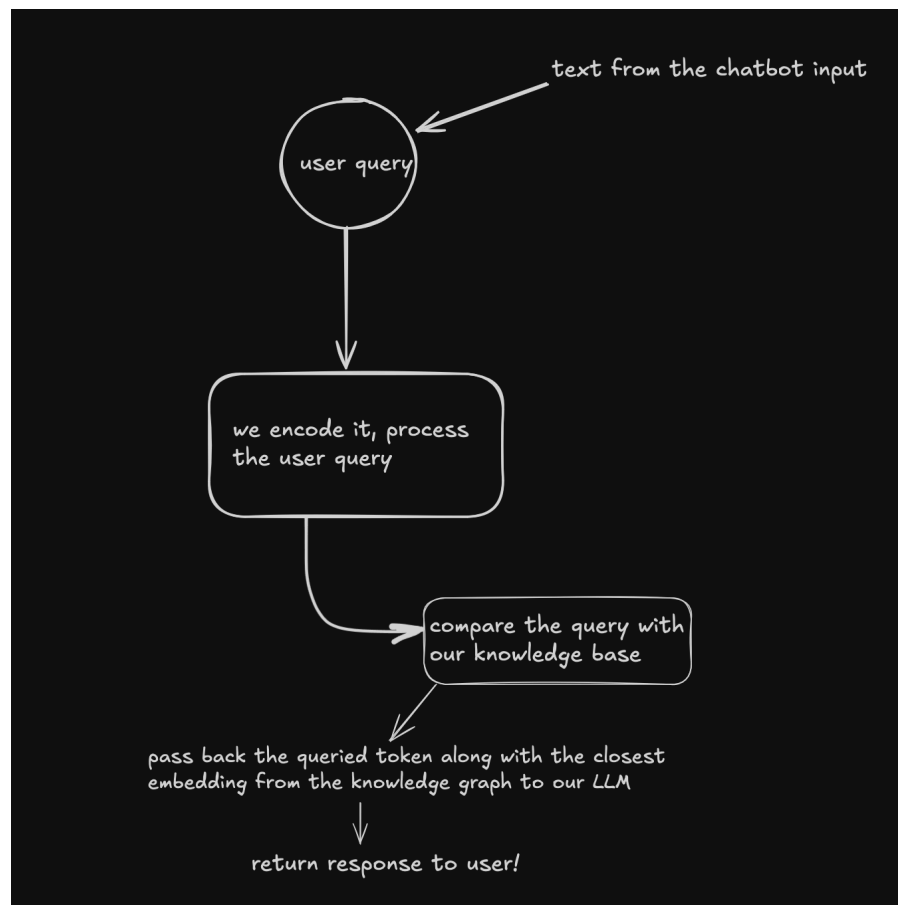 text from the chatbot input
user query
we encode it, process
the user query
compare the query with
our knowledge base
pass back the queried token along with the closest
embedding from the knowledge graph to our LLM
return response to user!